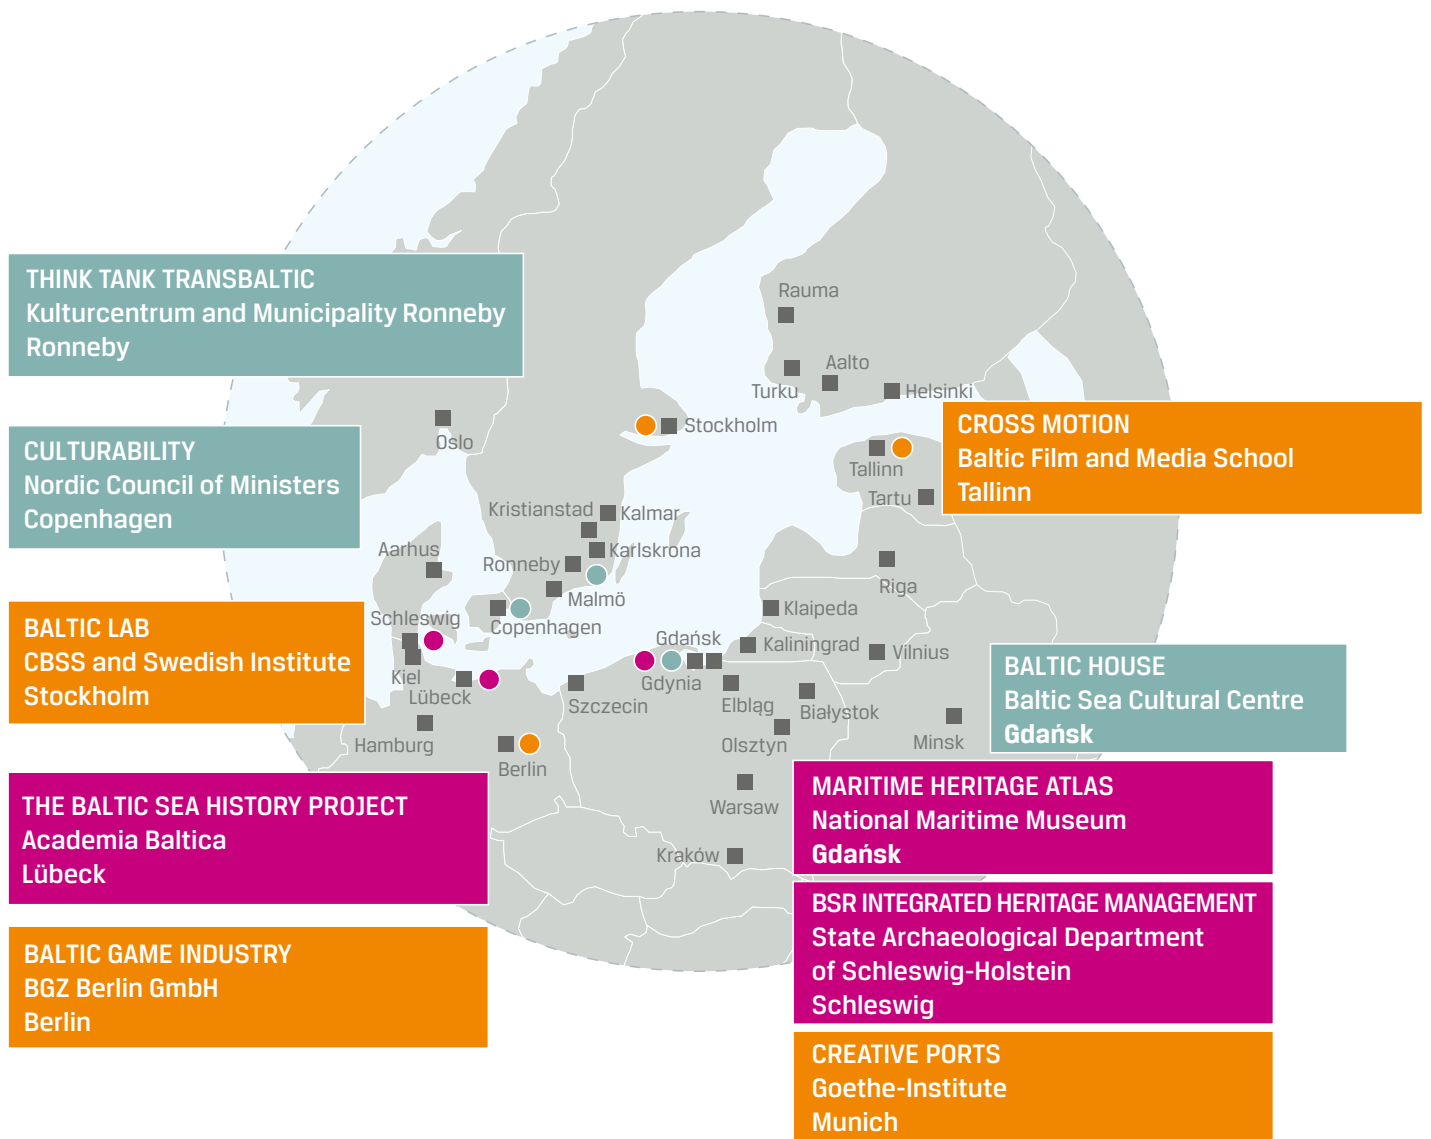 THINK TANK TRANSBALTIC
Kulturcentrum and Municipality Ronneby
Ronneby
CULTURABILITY
Nordic Council of Ministers
Copenhagen
BALTIC LAB
CBSS and Swedish Institute
Stockholm
THE BALTIC SEA HISTORY PROJECT
Academia Baltica
Lübeck
BALTIC GAME INDUSTRY
BGZ Berlin GmbH
Berlin
Rauma
Aalto
Turku
Helsinki
Oslo
Stockholm
Tallinn
Tartu
Kristianstad
Kalmar
Aarhus
Karlskrona
Ronneby
Riga
Malmö
Schleswig
Copenhagen
Klaipeda
Gdańsk
Kaliningrad
Vilnius
Kiel
Lübeck
Gdynia
Szczecin
Elbląg
Białystok
Hamburg
Olsztyn
Minsk
Berlin
Warsaw
Kraków
CROSS MOTION
Baltic Film and Media School
Tallinn
BALTIC HOUSE
Baltic Sea Cultural Centre
Gdańsk
MARITIME HERITAGE ATLAS
National Maritime Museum
Gdańsk
BSR INTEGRATED HERITAGE MANAGEMENT
State Archaeological Department
of Schleswig-Holstein
Schleswig
CREATIVE PORTS
Goethe-Institute
Munich